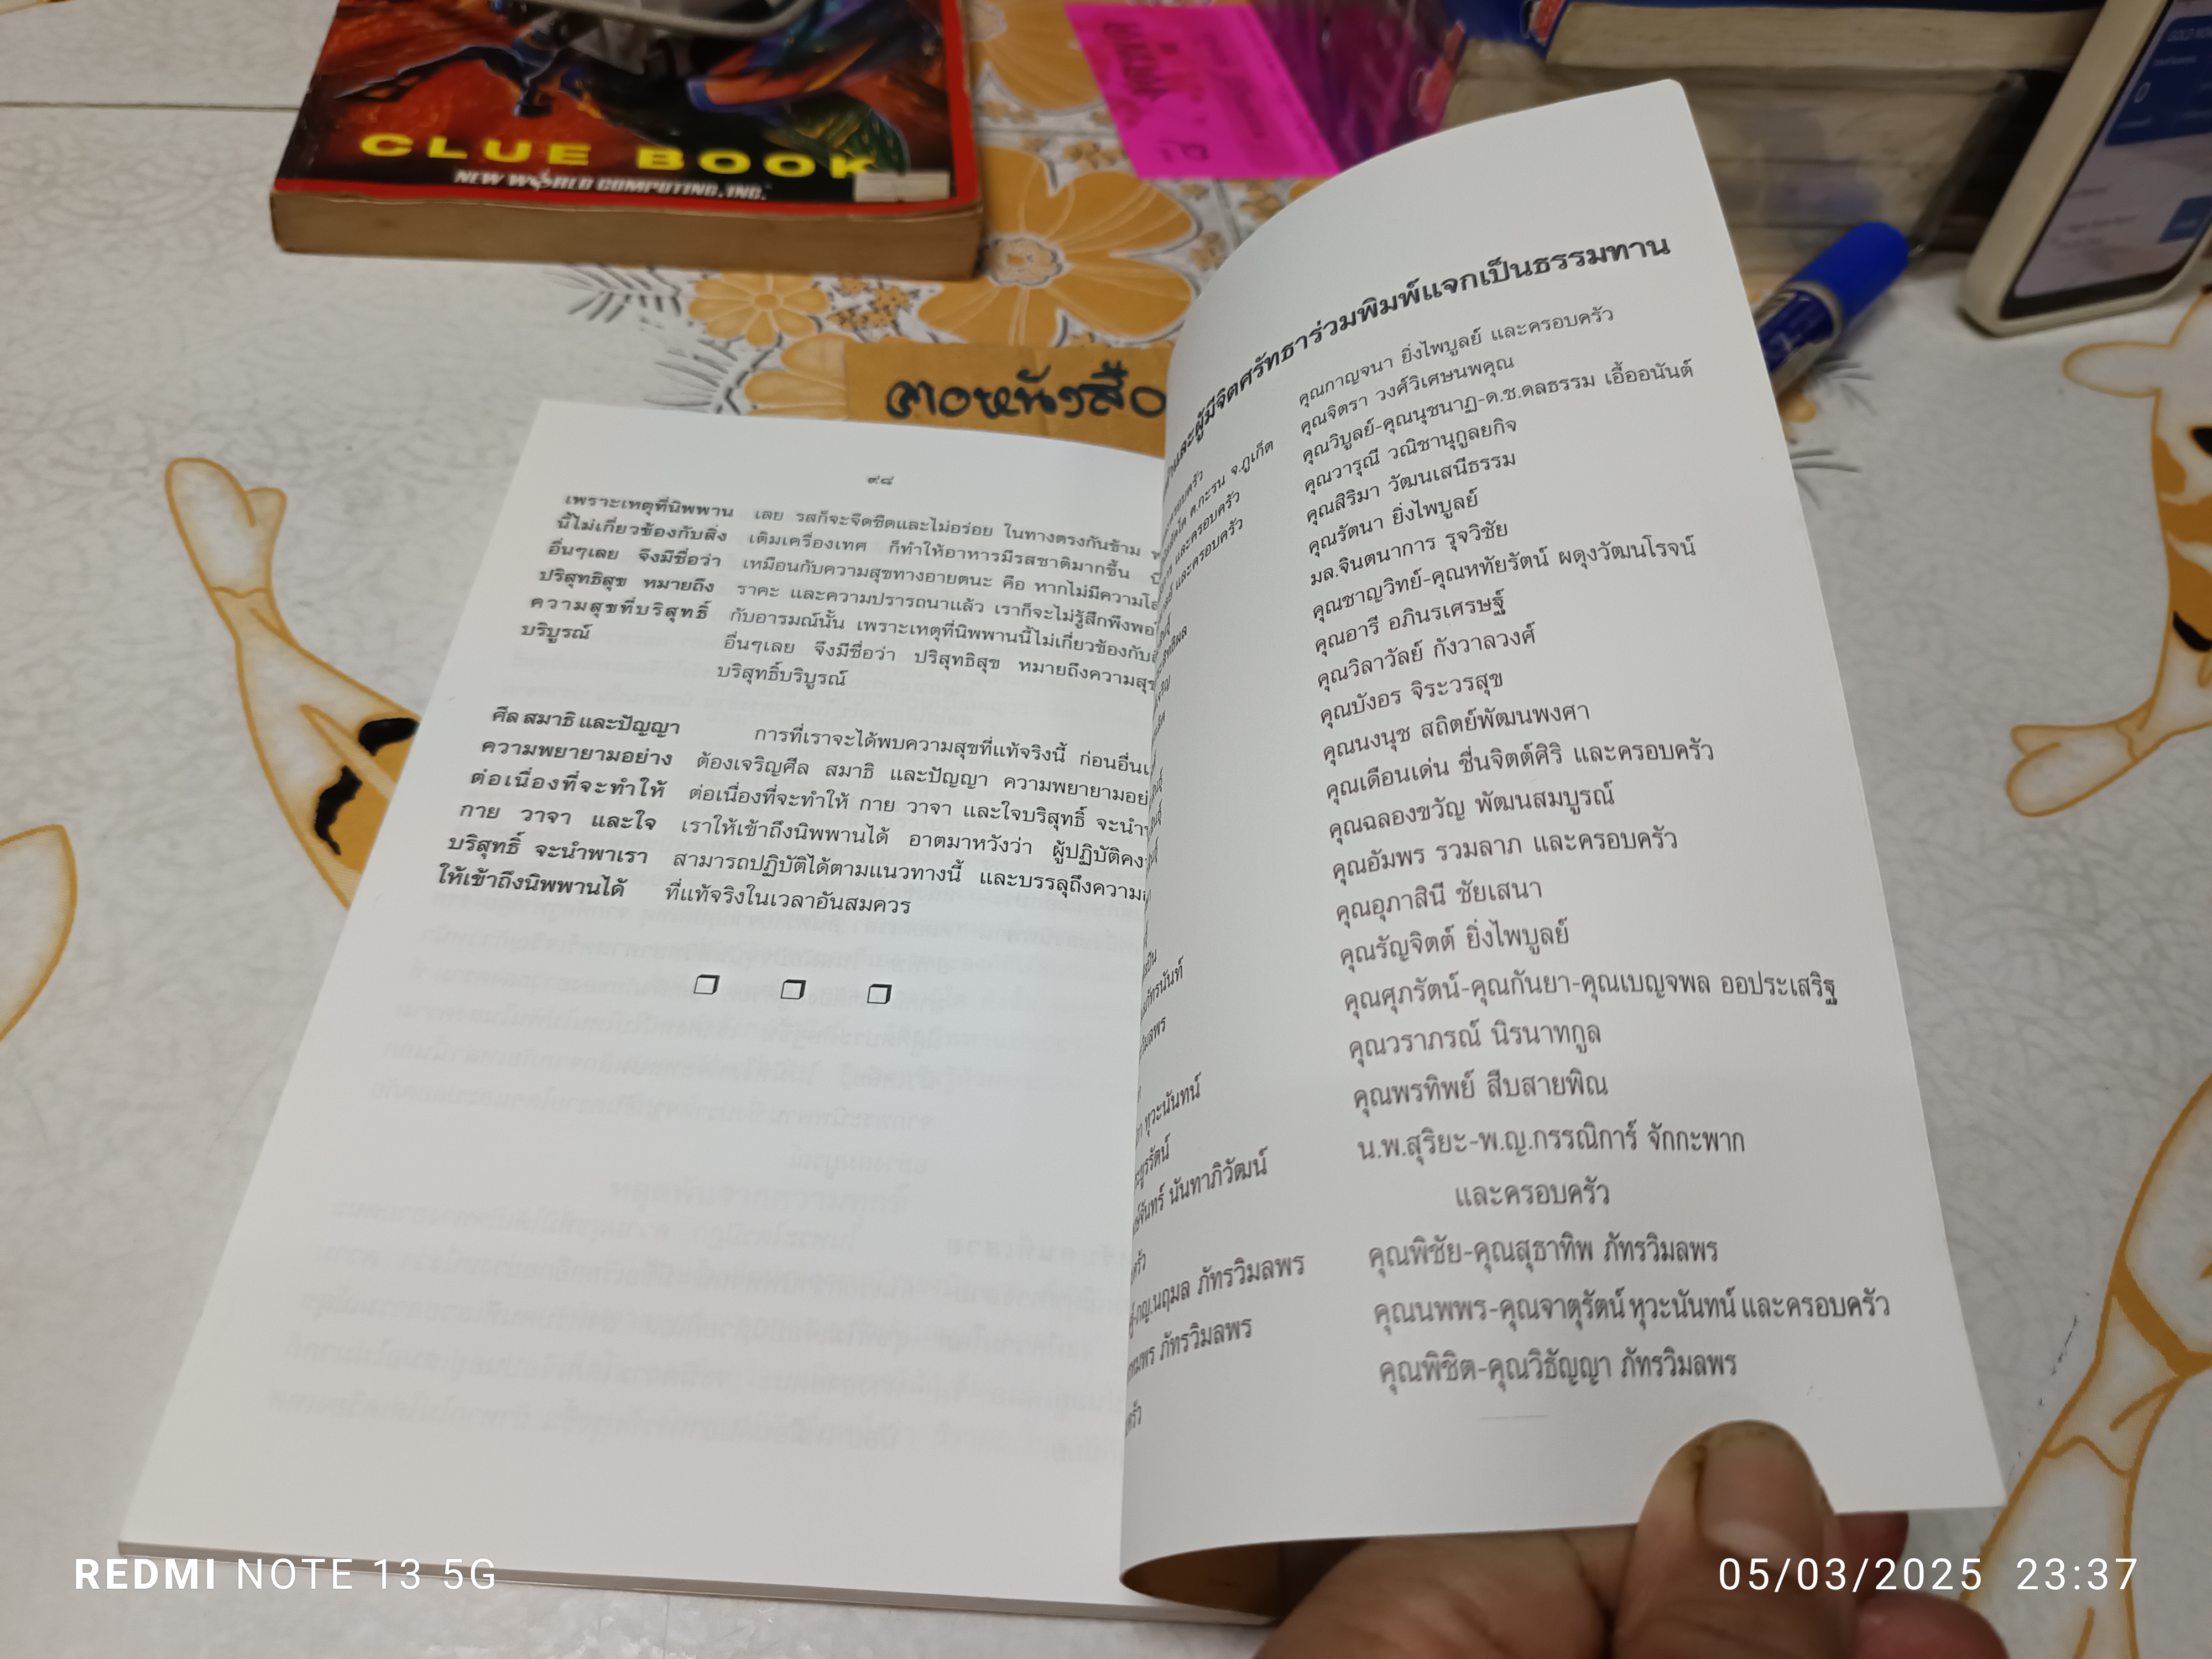 CLUE BOOK
NEW WORLD COMPUTING, INC.
ตอหนังสือ
๙๘
เพราะเหตุที่นิพพาน
นี้ไม่เกี่ยวข้องกับสิ่ง
อื่นๆเลย จึงมีชื่อว่า
ปริสุทธิสุข หมายถึง
ความสุขที่บริสุทธิ์
บริบูรณ์
เลย รสก็จะจืดชืดและไม่อร่อย ในทางตรงกันข้าม
เติมเครื่องเทศ ก็ทำให้อาหารมีรสชาติมากขึ้น
เหมือนกับความสุขทางอายตนะ คือ หากไม่มีความ
ราคะ และความปรารถนาแล้ว เราก็จะไม่รู้สึก
กับอารมณ์นั้น เพราะเหตุที่นิพพานนี้ไม่เกี่ยวข้องกับ
อื่นๆเลย จึงมีชื่อว่า ปริสุทธิสุข หมายถึงความ
บริสุทธิ์บริบูรณ์
ศีล สมาธิ และปัญญา
ความพยายามอย่าง
ต่อเนื่องที่จะทำให้
กาย วาจา และใจ
บริสุทธิ์ จะนำพาเรา
ให้เข้าถึงนิพพานได้
การที่เราจะได้พบความสุขที่แท้จริงนี้ ก่อนอื่น
ต้องเจริญศีล สมาธิ และปัญญา ความพยายาม
ต่อเนื่องที่จะทำให้ กาย วาจา และใจบริสุทธิ์ จะ
เราให้เข้าถึงนิพพานได้ อาตมาหวังว่า ผู้ปฏิบัติ
สามารถปฏิบัติได้ตามแนวทางนี้ และบรรลุถึงความ
ที่แท้จริงในเวลาอันสมควร
และผู้มีจิตศรัทธาร่วมพิมพ์แจกเป็นธรรมทาน
ต.กะรน จ.ภูเก็ต
และครอบครัว
และครอบครัว
หุวะนันทน์
นันทาภิวัฒน์
ภัทรวิมลพร
ภัทรวิมลพร
คุณกาญจนา ยิ่งไพบูลย์ และครอบครัว
คุณจิตรา วงศ์วิเศษนพคุณ
คุณวิบูลย์-คุณนุชนาฏ-ด.ช.ดลธรรม เอื้ออนันต์
คุณวารุณี วณิชานุกูลยกิจ
คุณสิริมา วัฒนเสนีธรรม
คุณรัตนา ยิ่งไพบูลย์
มล.จินตนาการ รุจวิชัย
คุณชาญวิทย์-คุณหทัยรัตน์ ผดุงวัฒนโรจน์
คุณอารี อภินรเศรษฐ์
คุณวิลาวัลย์ กังวาลวงศ์
คุณบังอร จิระวรสุข
คุณนงนุช สถิตย์พัฒนพงศา
คุณเดือนเด่น ชื่นจิตต์ศิริ และครอบครัว
คุณฉลองขวัญ พัฒนสมบูรณ์
คุณอัมพร รวมลาภ และครอบครัว
คุณอุภาสินี ชัยเสนา
คุณรัญจิตต์ ยิ่งไพบูลย์
คุณศุภรัตน์-คุณกันยา-คุณเบญจพล ออประเสริฐ
คุณวราภรณ์ นิรนาทกูล
คุณพรทิพย์ สืบสายพิณ
น.พ.สุริยะ-พ.ญ.กรรณิการ์ จักกะพาก
และครอบครัว
คุณพิชัย-คุณสุธาทิพ ภัทรวิมลพร
คุณนพพร-คุณจาตุรัตน์ หุวะนันทน์ และครอบครัว
คุณพิชิต-คุณวิธัญญา ภัทรวิมลพร
REDMI NOTE 13 5G
05/03/2025 23:37